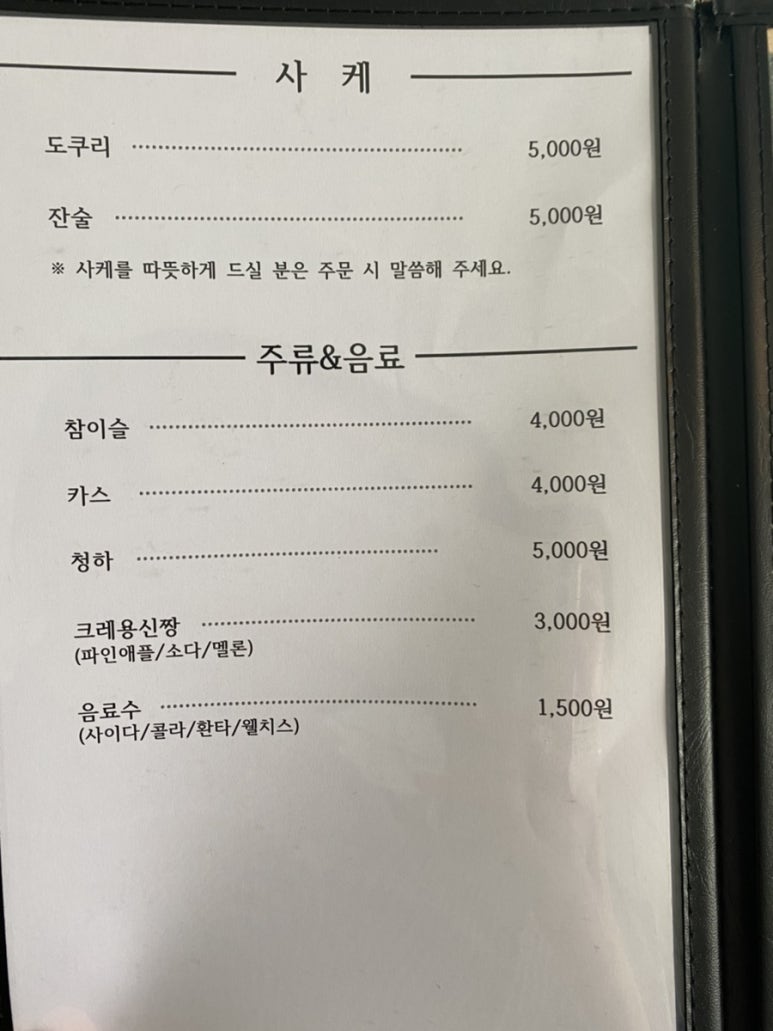 사 케
도쿠리 5,000원
잔술 5,000원
※ 사케를 따뜻하게 드실 분은 주문 시 말씀해 주세요.
주류&음료
참이슬 4,000원
카스 4,000원
청하 5,000원
크레용신짱 3,000원
(파인애플/소다/멜론)
음료수 1,500원
(사이다/콜라/환타/웰치스)